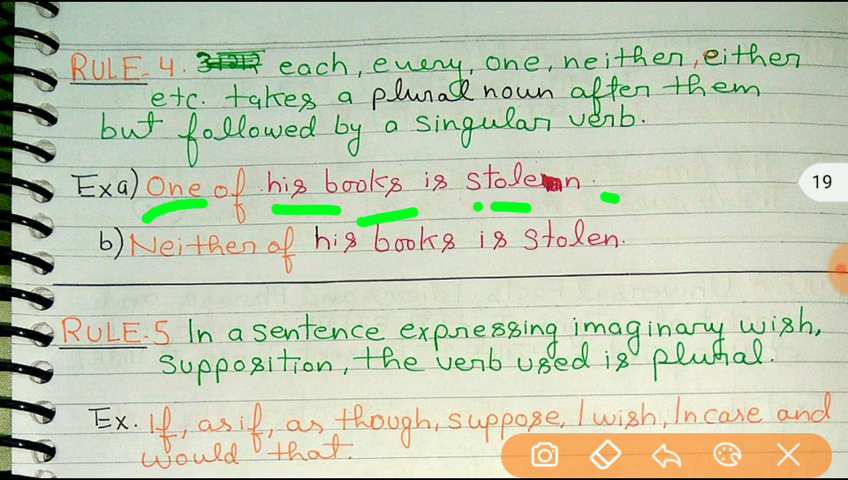 RULE-4. each, every, one, neither, either
etc. takes a plural noun after them
but followed by a singular verb.
Ex a) One of his books is stolen.
19
b) Neither of his books is stolen.
RULE-5 In a sentence expressing imaginary wish,
supposition, the verb used is plural.
Ex. If, as if, as though, suppose, I wish, In case and
would that.